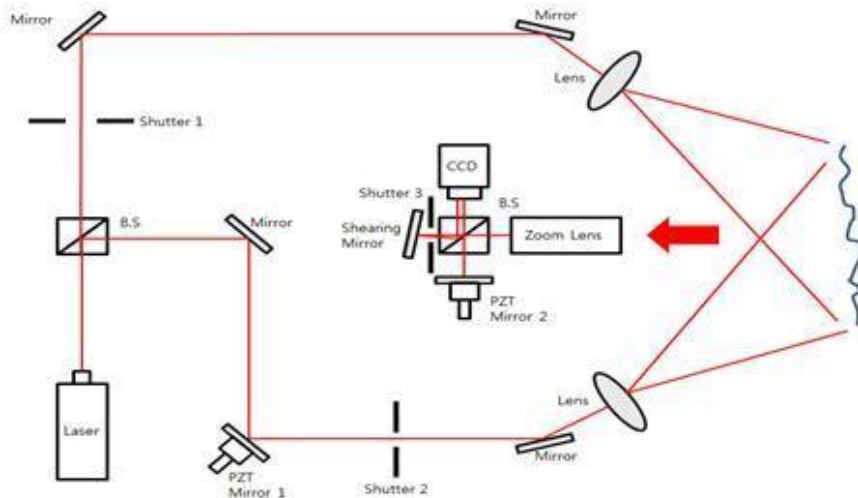 Mirror
Mirror
Lens
Shutter 1
CCD
Shutter 3
B.S
B.S
Mirror
Shearing
Mirror
Zoom Lens
PZT
Mirror 2
Laser
Lens
PZT
Mirror 1
Shutter 2
Mirror